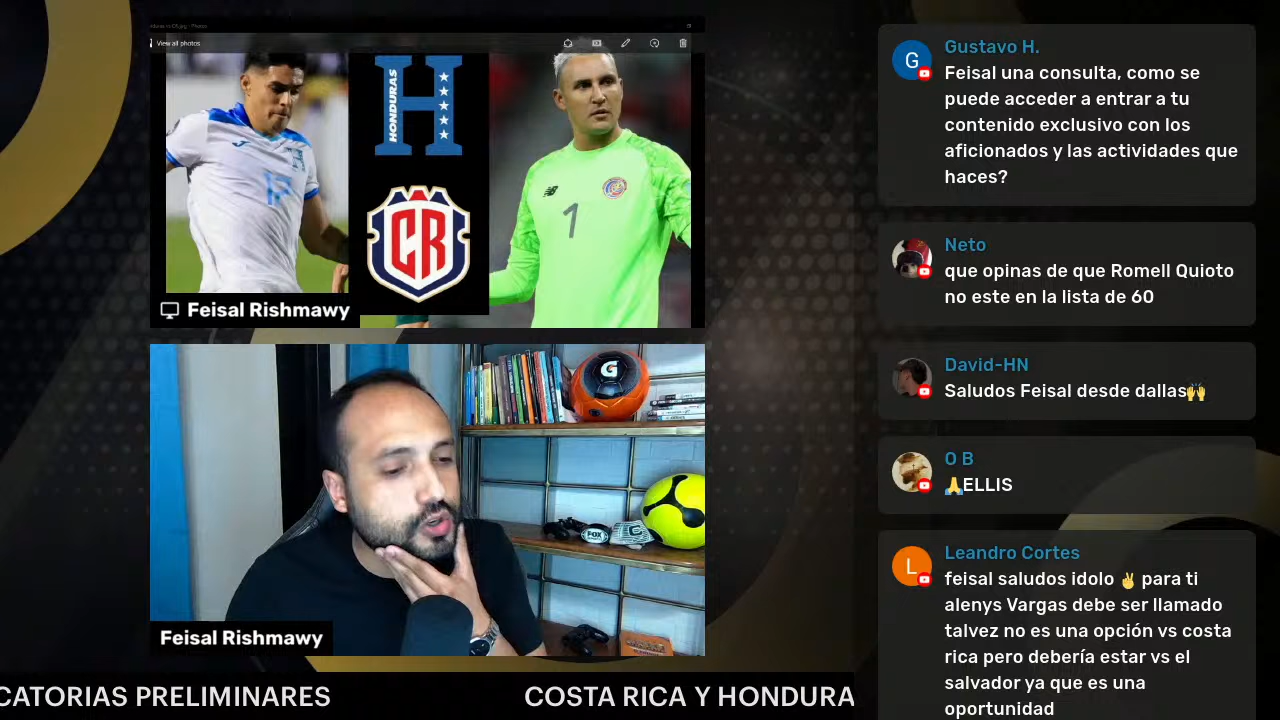 View all photos
HONDURAS
H
CR
1
Feisal Rishmawy
G
FOX
Feisal Rishmawy
CATORIAS PRELIMINARES
COSTA RICA Y HONDURA
G
Gustavo H.
Feisal una consulta, como se
puede acceder a entrar a tu
contenido exclusivo con los
aficionados y las actividades que
haces?
Neto
que opinas de que Romell Quioto
no este en la lista de 60
David-HN
Saludos Feisal desde dallas🙌
O B
🙏ELLIS
L
Leandro Cortes
feisal saludos idolo ✌ para ti
alenys Vargas debe ser llamado
talvez no es una opción vs costa
rica pero debería estar vs el
salvador ya que es una
oportunidad